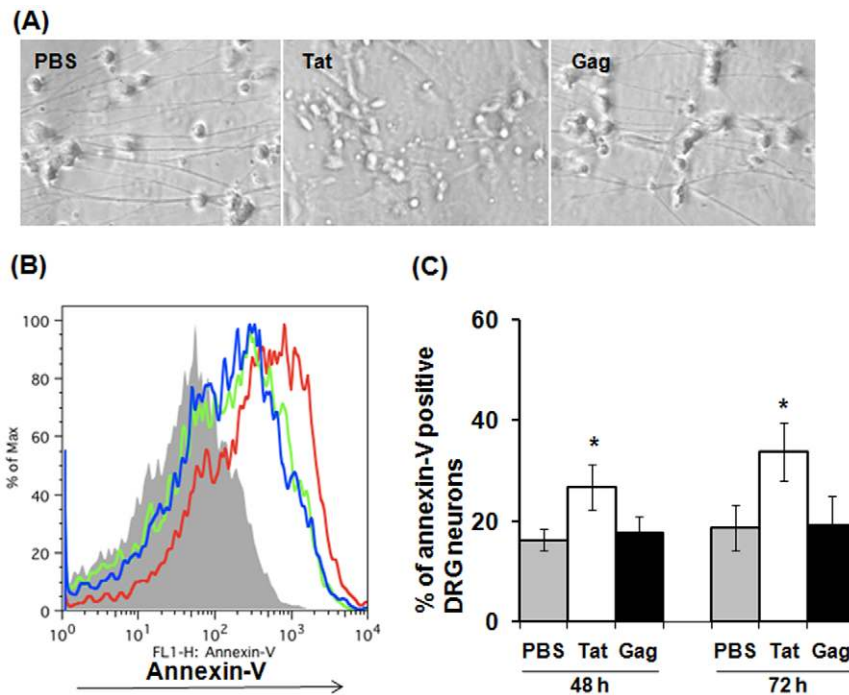 (A)
PBS
Tat
Gag
(B)
100
80
60
40
20
0
% of Max
10^0
10^1
10^2
10^3
10^4
FL1-H: Annexin-V
Annexin-V
(C)
% of annexin-V positive
DRG neurons
60
40
20
0
*
*
PBS Tat Gag
PBS Tat Gag
48 h
72 h